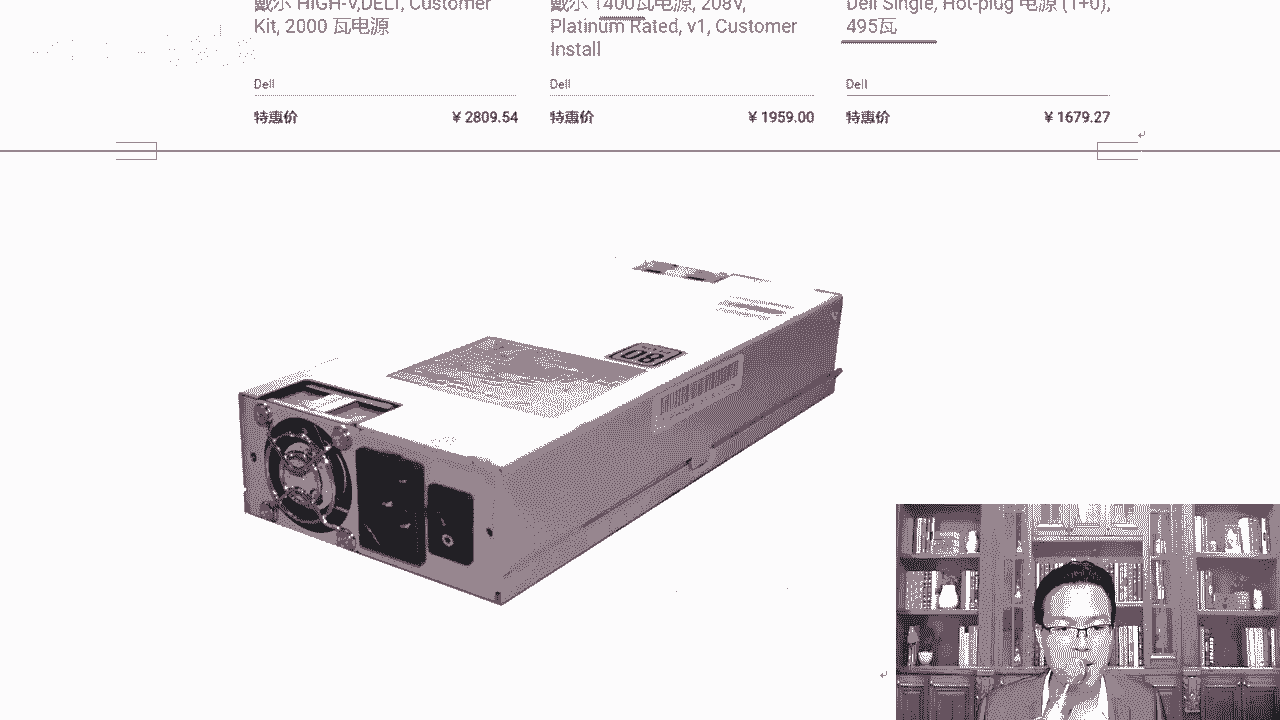 戴尔 HIGH-V,DELI, Customer
Kit, 2000 瓦电源
戴尔 1400瓦电源, 208V,
Platinum Rated, v1, Customer
Install
Dell Single, Hot-plug 电源 (1+0),
495瓦
Dell
Dell
Dell
特惠价 ¥ 2809.54
特惠价 ¥ 1959.00
特惠价 ¥ 1679.27
80